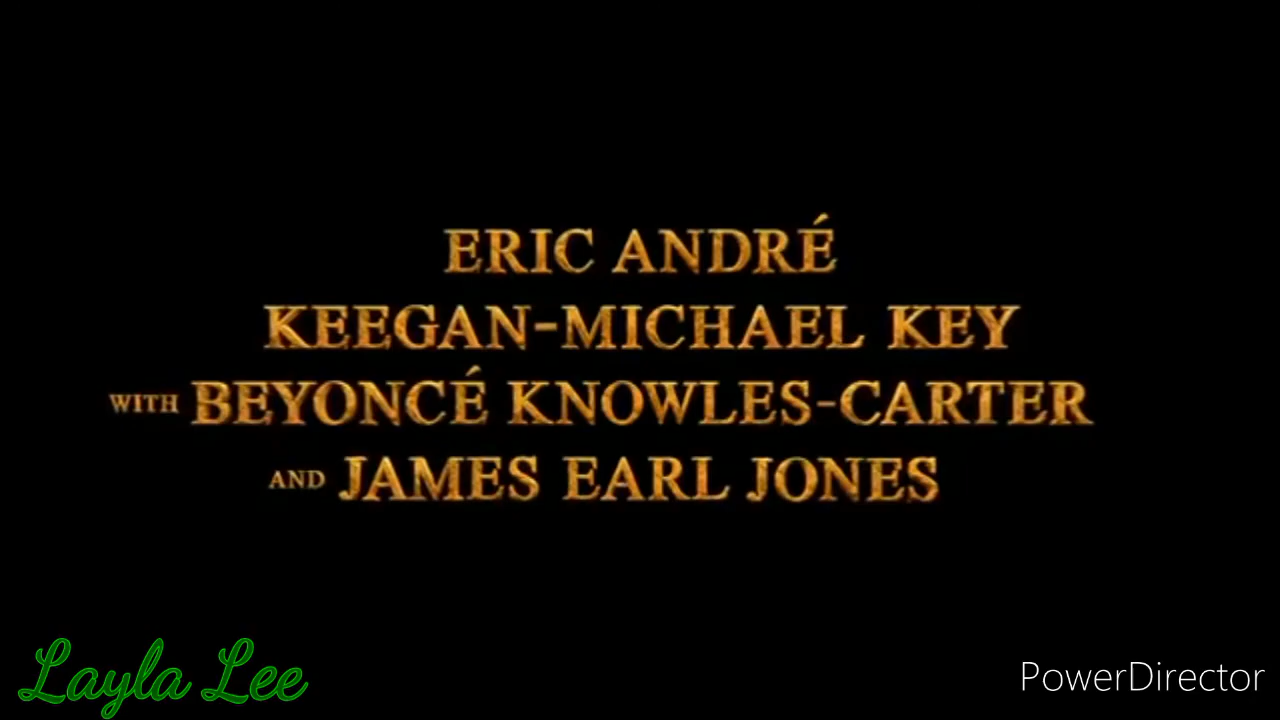 ERIC ANDRÉ
KEEGAN-MICHAEL KEY
WITH BEYONCÉ KNOWLES-CARTER
AND JAMES EARL JONES
Layla Lee
PowerDirector